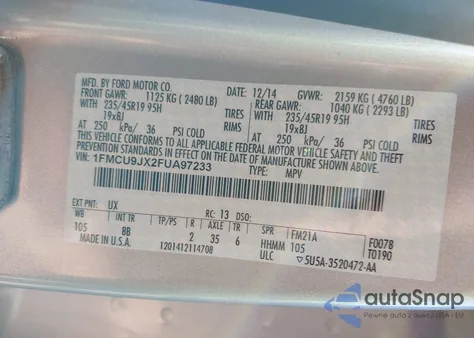 MFD. BY FORD MOTOR CO. 12/14 GVWR: 2159 KG ( 4760 LB)
FRONT GAWR: 1125 KG ( 2480 LB) REAR GAWR: 1040 KG ( 2293 LB)
WITH 235/45R19 95H TIRES WITH 235/45R19 95H TIRES
19x8J RIMS 19x8J RIMS
AT 250 kPa/ 36 PSI COLD AT 250 kPa/ 36 PSI COLD
THIS VEHICLE CONFORMS TO ALL APPLICABLE FEDERAL MOTOR VEHICLE SAFETY, BUMPER, AND THEFT
PREVENTION STANDARDS IN EFFECT ON THE DATE OF MANUFACTURE SHOWN ABOVE.
VIN: 1FMCU9JX2FUA97233 TYPE: MPV
EXT PNT: UX RC: 13 DSO:
WB INT TR TP/PS R AXLE TR SPR FM21A F0078
105 8B 2 35 6 HHMM 105 T0190
MADE IN U.S.A. 1201412114708 ULC 5U5A-3520472-AA
autoSnap
Pewne auta z USA i EU